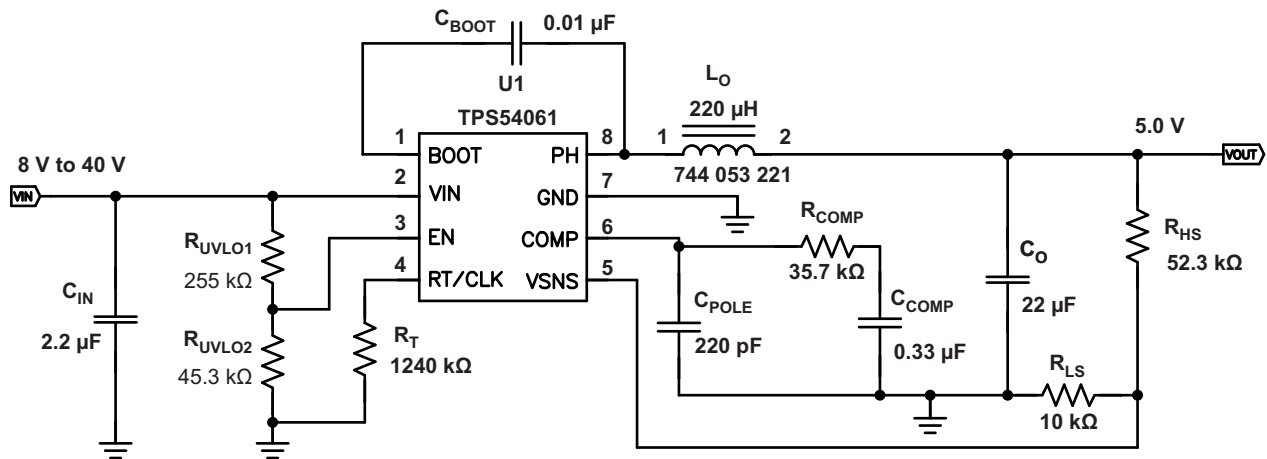 C_BOOT 0.01 µF
U1
TPS54061
L_O
220 µH
1 2
744 053 221
5.0 V
VOUT
8 V to 40 V
VIN
1 BOOT PH 8
2 VIN GND 7
3 EN COMP 6
4 RT/CLK VSNS 5
R_UVLO1
255 kΩ
R_UVLO2
45.3 kΩ
C_IN
2.2 µF
R_T
1240 kΩ
R_COMP
35.7 kΩ
C_POLE
220 pF
C_COMP
0.33 µF
C_O
22 µF
R_HS
52.3 kΩ
R_LS
10 kΩ